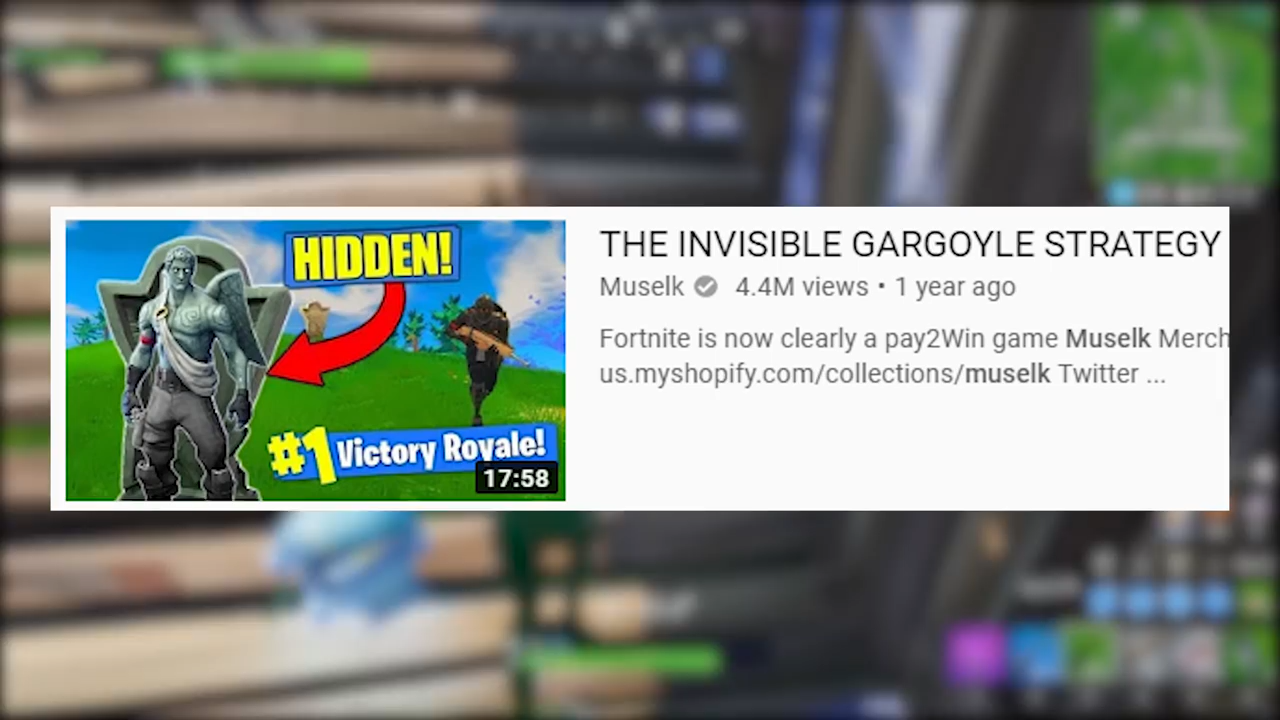 HIDDEN!
#1 Victory Royale!
17:58
THE INVISIBLE GARGOYLE STRATEGY
Muselk 4.4M views • 1 year ago
Fortnite is now clearly a pay2Win game Muselk Merch
us.myshopify.com/collections/muselk Twitter ...